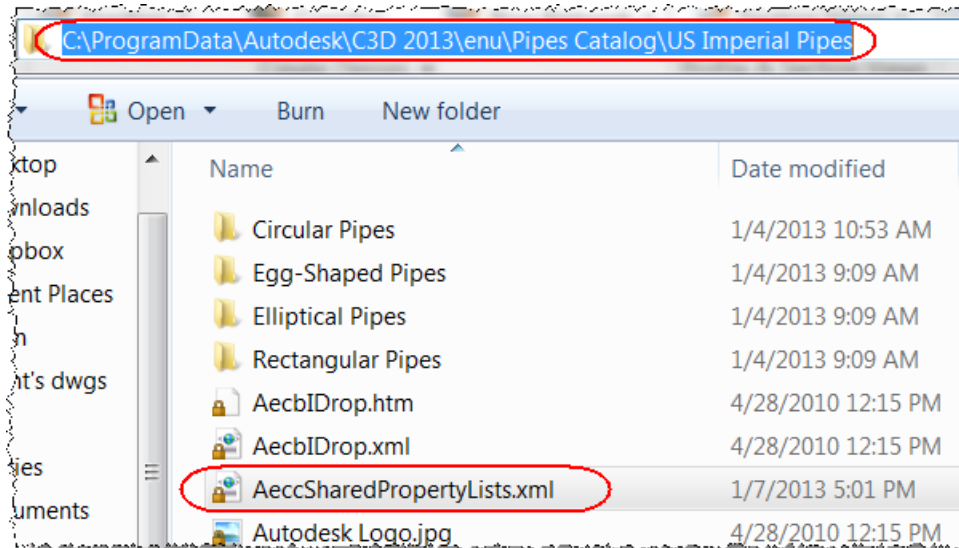 C:\ProgramData\Autodesk\C3D 2013\enu\Pipes Catalog\US Imperial Pipes
Open Burn New folder
Name Date modified
Circular Pipes 1/4/2013 10:53 AM
Egg-Shaped Pipes 1/4/2013 9:09 AM
Elliptical Pipes 1/4/2013 9:09 AM
Rectangular Pipes 1/4/2013 9:09 AM
AecbIDrop.htm 4/28/2010 12:15 PM
AecbIDrop.xml 4/28/2010 12:15 PM
AeccSharedPropertyLists.xml 1/7/2013 5:01 PM
Autodesk Logo.jpg 4/28/2010 12:15 PM
ktop
wnloads
pbox
ent Places
nt's dwgs
ries
uments